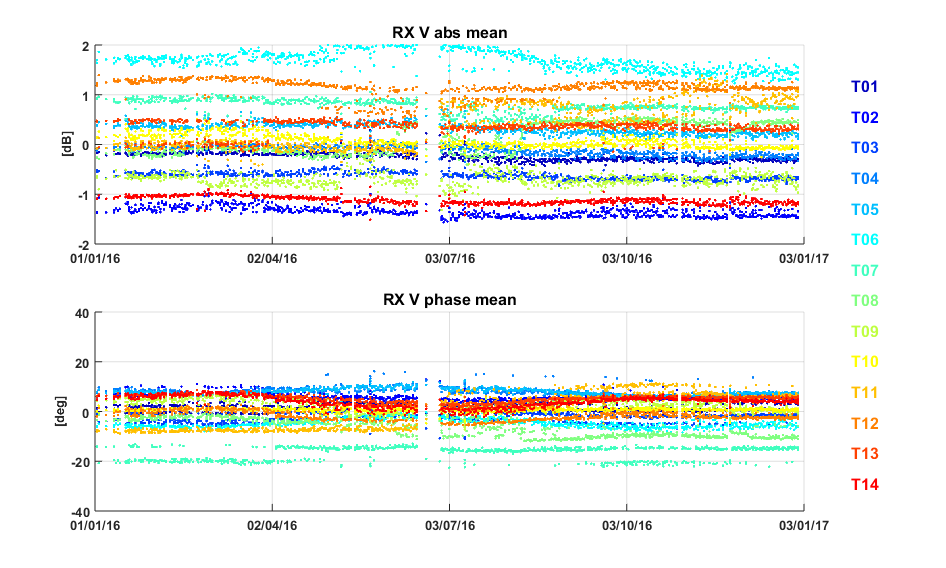 RX V abs mean
2
1
0
-1
-2
[dB]
01/01/16 02/04/16 03/07/16 03/10/16 03/01/17
RX V phase mean
40
20
0
-20
-40
[deg]
01/01/16 02/04/16 03/07/16 03/10/16 03/01/17
T01
T02
T03
T04
T05
T06
T07
T08
T09
T10
T11
T12
T13
T14